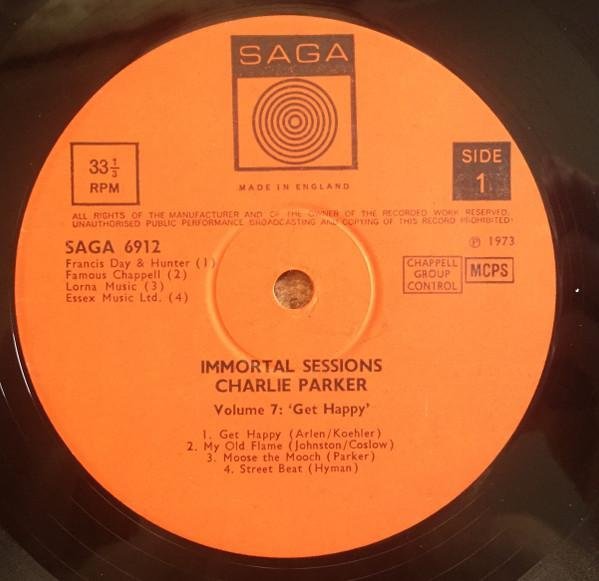 SAGA
33⅓
RPM
SIDE
1
MADE IN ENGLAND
ALL RIGHTS OF THE MANUFACTURER AND OF THE OWNER OF THE RECORDED WORK RESERVED.
UNAUTHORISED PUBLIC PERFORMANCE BROADCASTING AND COPYING OF THIS RECORD PROHIBITED
SAGA 6912
℗ 1973
Francis Day & Hunter (1)
Famous Chappell (2)
Lorna Music (3)
Essex Music Ltd. (4)
CHAPPELL
GROUP
CONTROL
MCPS
IMMORTAL SESSIONS
CHARLIE PARKER
Volume 7: ‘Get Happy’
1. Get Happy (Arlen/Koehler)
2. My Old Flame (Johnston/Coslow)
3. Moose the Mooch (Parker)
4. Street Beat (Hyman)